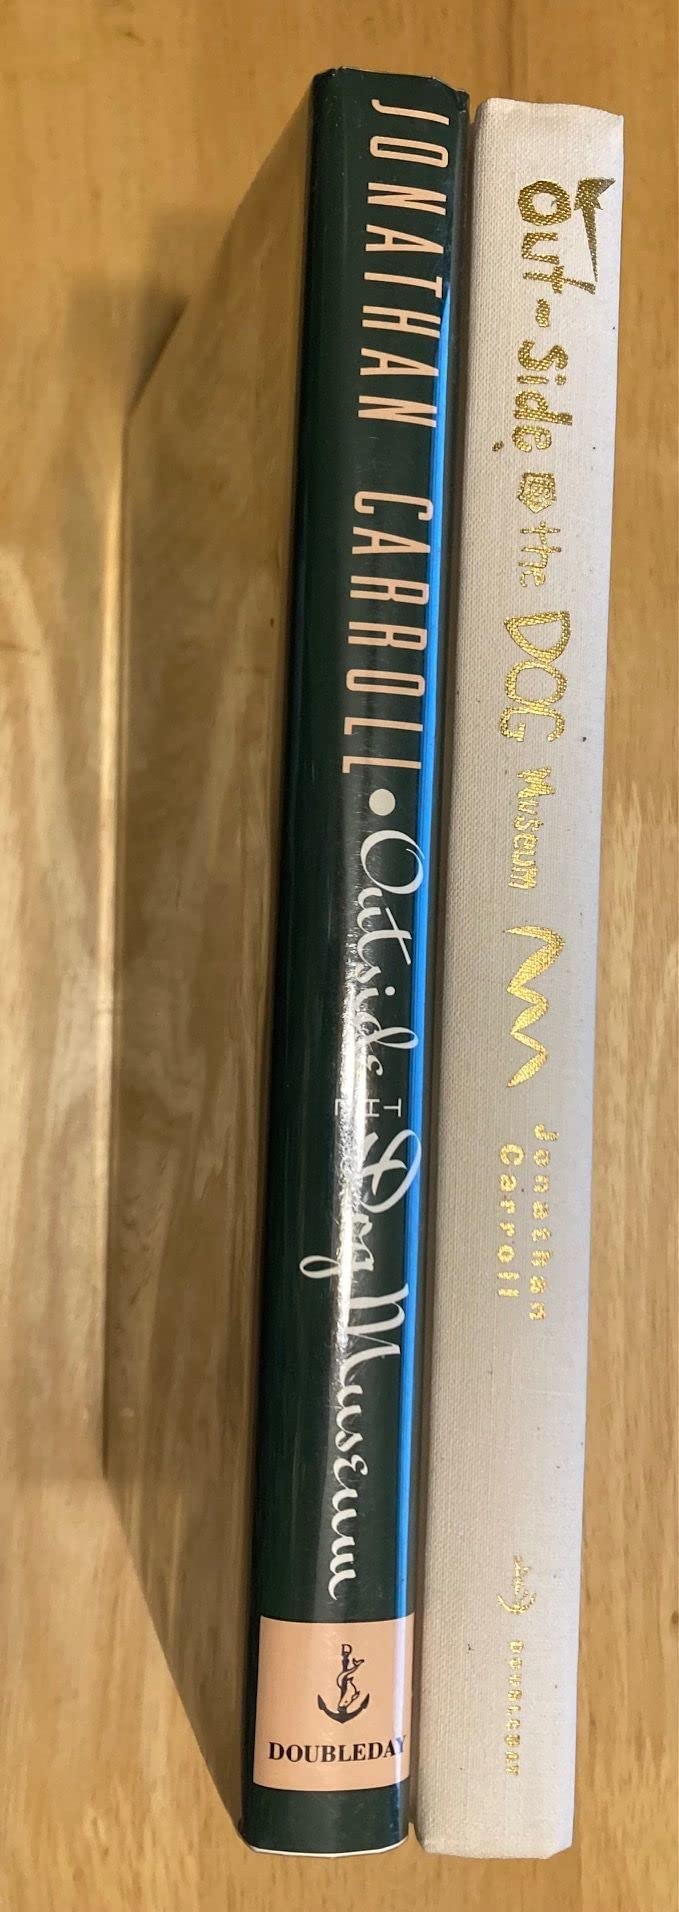 JONATHAN CARROLL • Outside THE Dog Museum
D
DOUBLEDAY
Out-Side the DOG Museum
Jonathan
Carroll
DOUBLEDAY